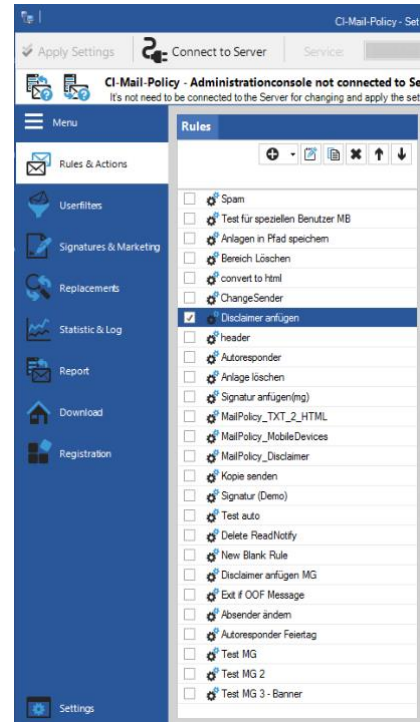 CI-Mail-Policy - Set
Apply Settings
Connect to Server
Service:
CI-Mail-Policy - Administrationconsole not connected to Se
It's not need to be connected to the Server for changing and apply the set
Menu
Rules
Rules & Actions
Userfilters
Signatures & Marketing
Replacements
Statistic & Log
Report
Download
Registration
Settings
Spam
Test für speziellen Benutzer MB
Anlagen in Pfad speichern
Bereich Löschen
convert to html
ChangeSender
Disclaimer anfügen
header
Autoresponder
Anlage löschen
Signatur anfügen(mg)
MailPolicy_TXT_2_HTML
MailPolicy_MobileDevices
MailPolicy_Disclaimer
Kopie senden
Signatur (Demo)
Test auto
Delete ReadNotify
New Blank Rule
Disclaimer anfügen MG
Exit if OOF Message
Absender ändern
Autoresponder Feiertag
Test MG
Test MG 2
Test MG 3 - Banner